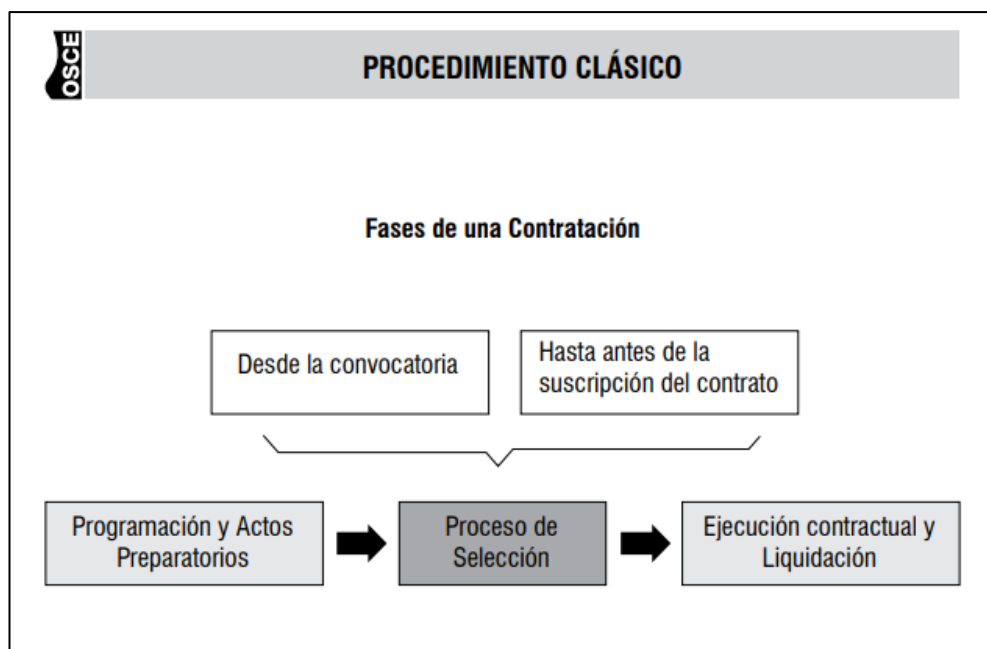 OSCE
PROCEDIMIENTO CLÁSICO
Fases de una Contratación
Desde la convocatoria
Hasta antes de la
suscripción del contrato
Programación y Actos
Preparatorios
Proceso de
Selección
Ejecución contractual y
Liquidación